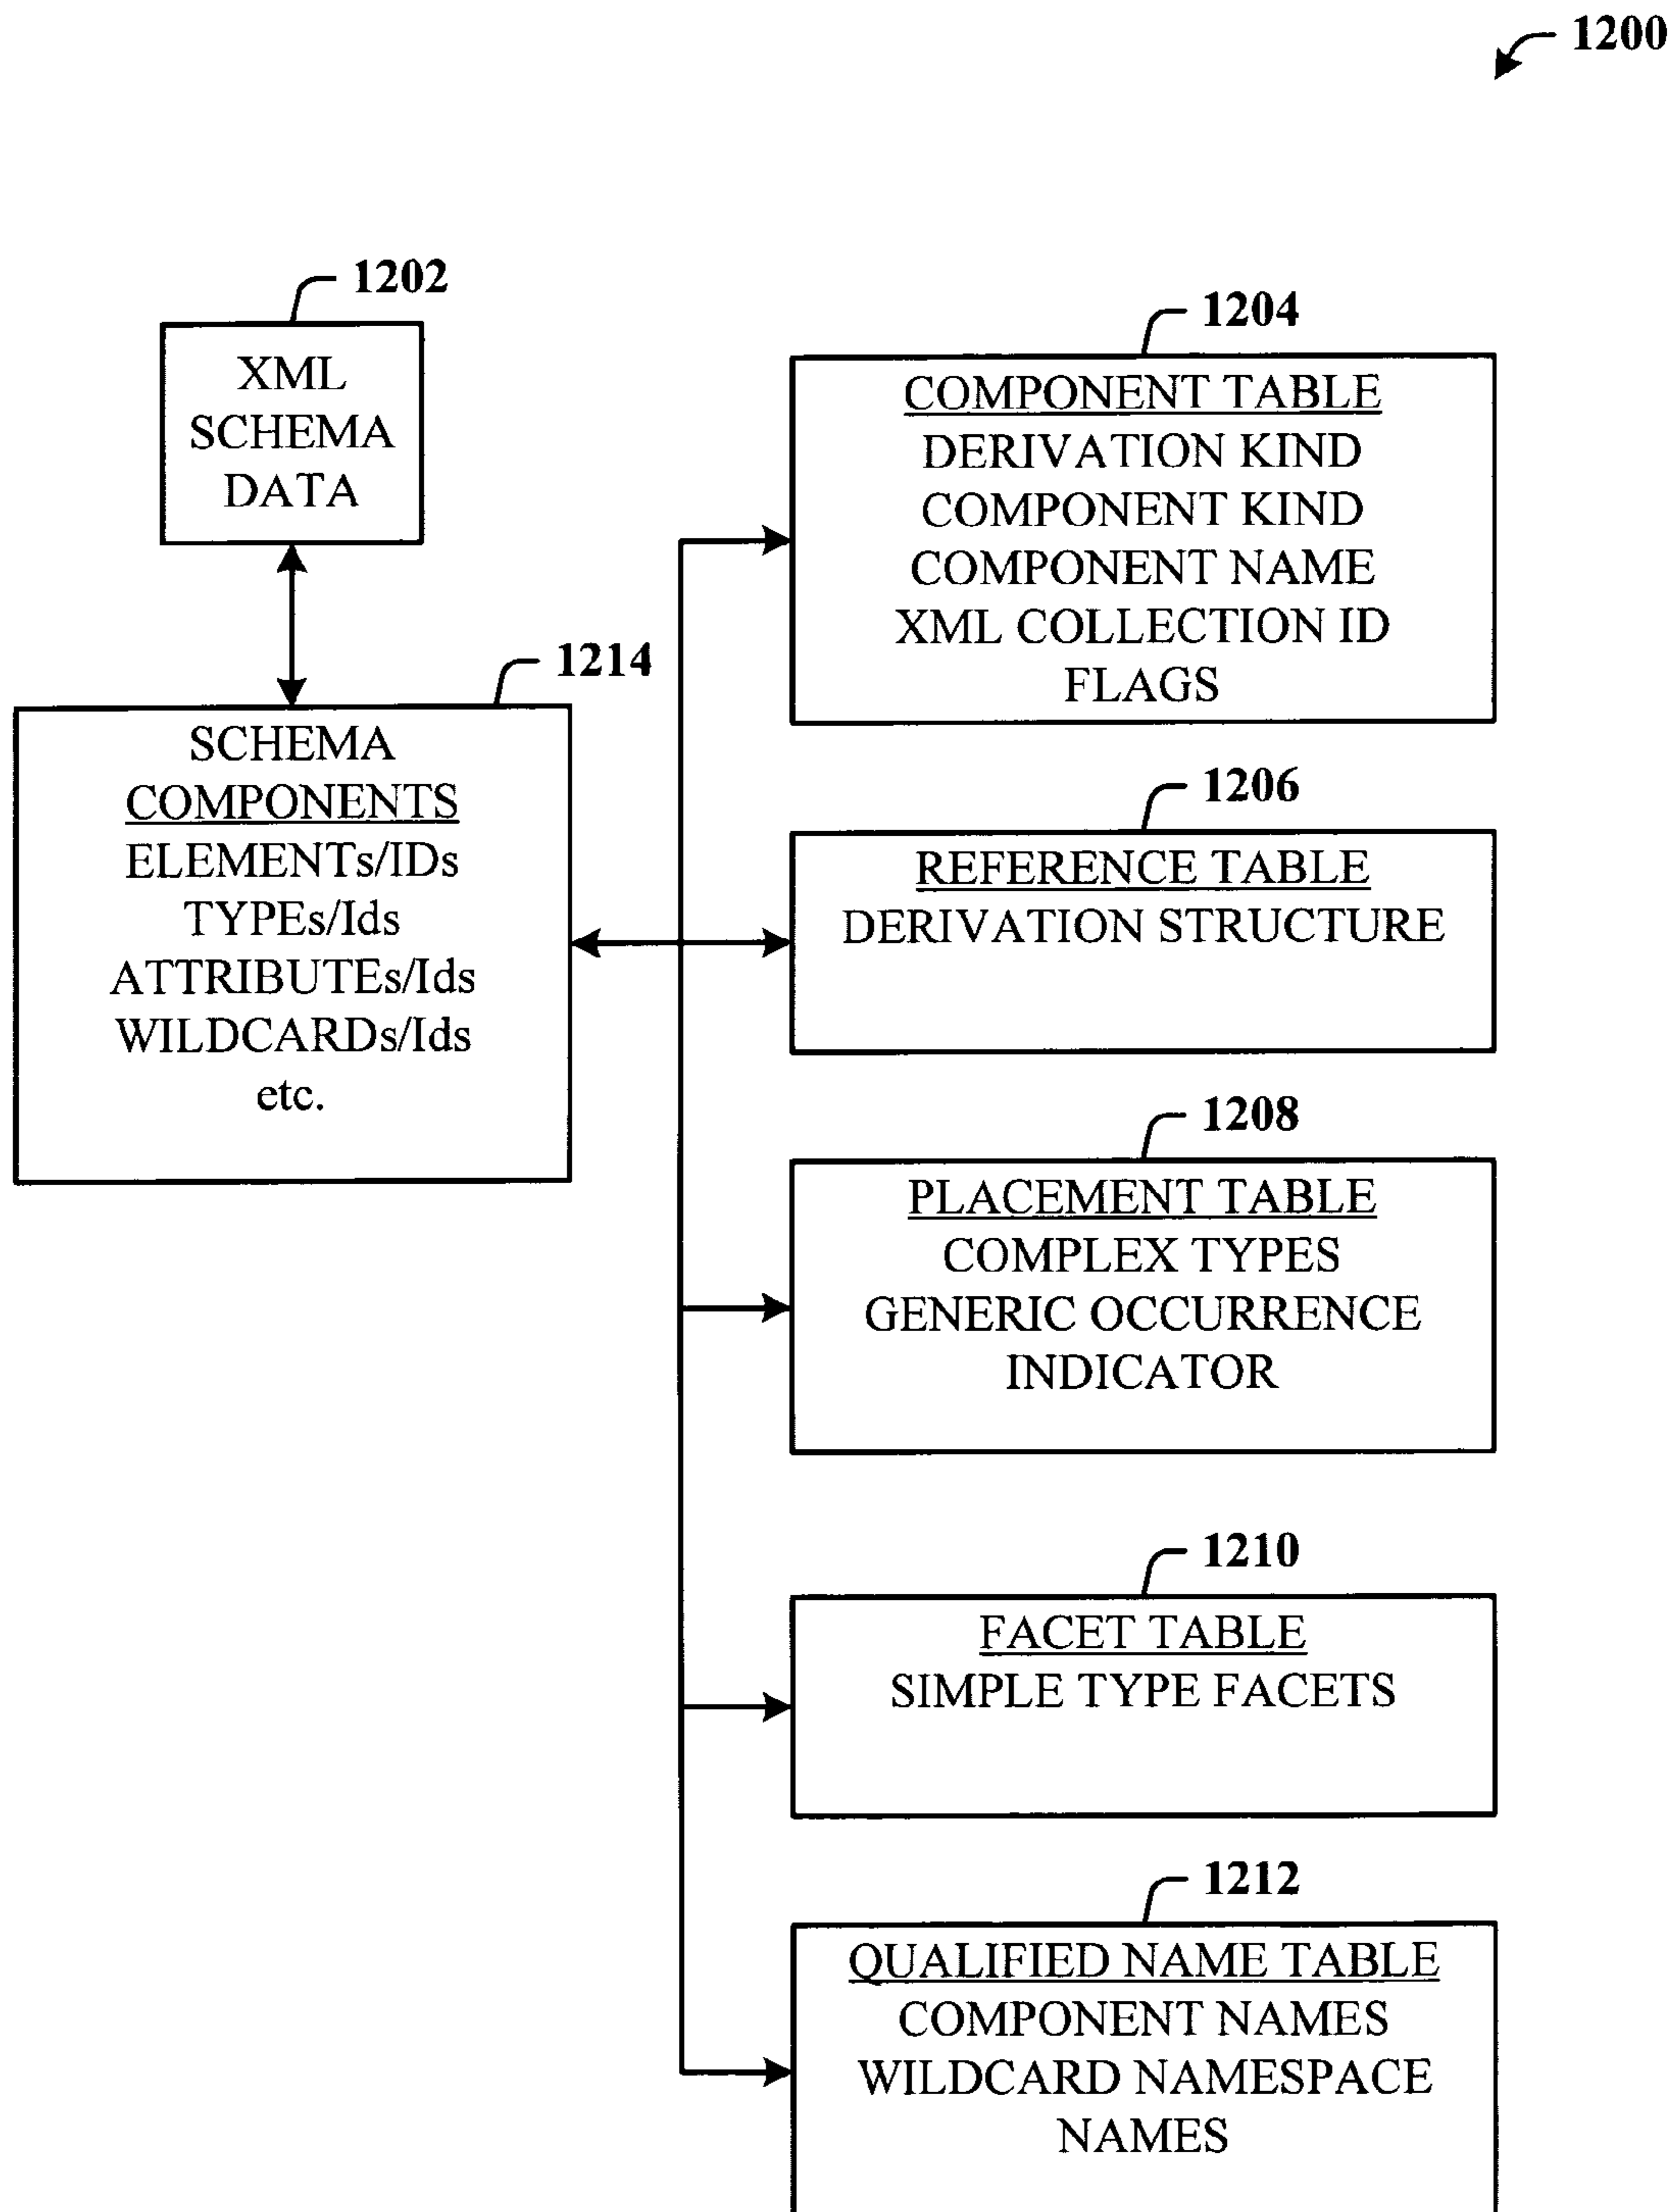 1200
1202
XML
SCHEMA
DATA
1214
SCHEMA
COMPONENTS
ELEMENTs/IDs
TYPEs/Ids
ATTRIBUTEs/Ids
WILDCARDs/Ids
etc.
1204
COMPONENT TABLE
DERIVATION KIND
COMPONENT KIND
COMPONENT NAME
XML COLLECTION ID
FLAGS
1206
REFERENCE TABLE
DERIVATION STRUCTURE
1208
PLACEMENT TABLE
COMPLEX TYPES
GENERIC OCCURRENCE
INDICATOR
1210
FACET TABLE
SIMPLE TYPE FACETS
1212
QUALIFIED NAME TABLE
COMPONENT NAMES
WILDCARD NAMESPACE
NAMES